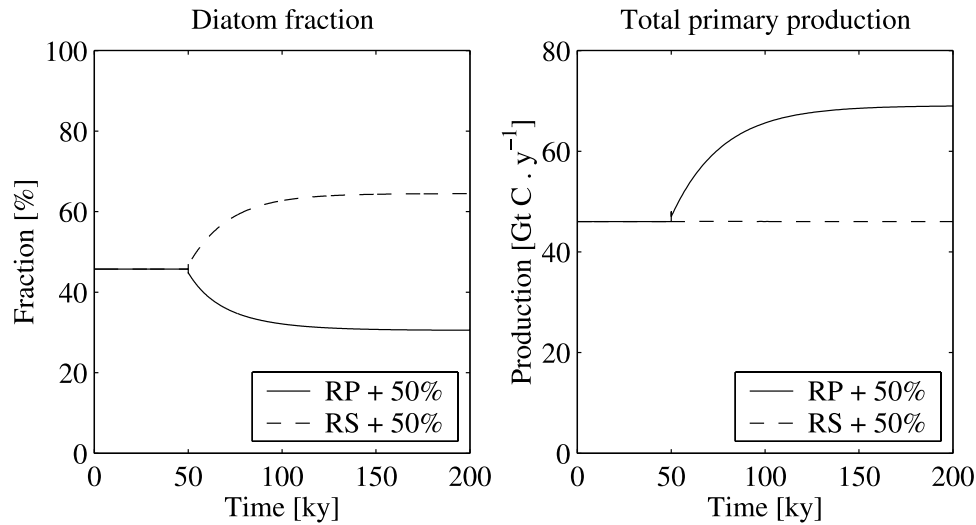 Diatom fraction
Fraction [%]
100
80
60
40
20
0
RP + 50%
RS + 50%
0 50 100 150 200
Time [ky]
Total primary production
Production [Gt C . y⁻¹]
80
60
40
20
0
RP + 50%
RS + 50%
0 50 100 150 200
Time [ky]